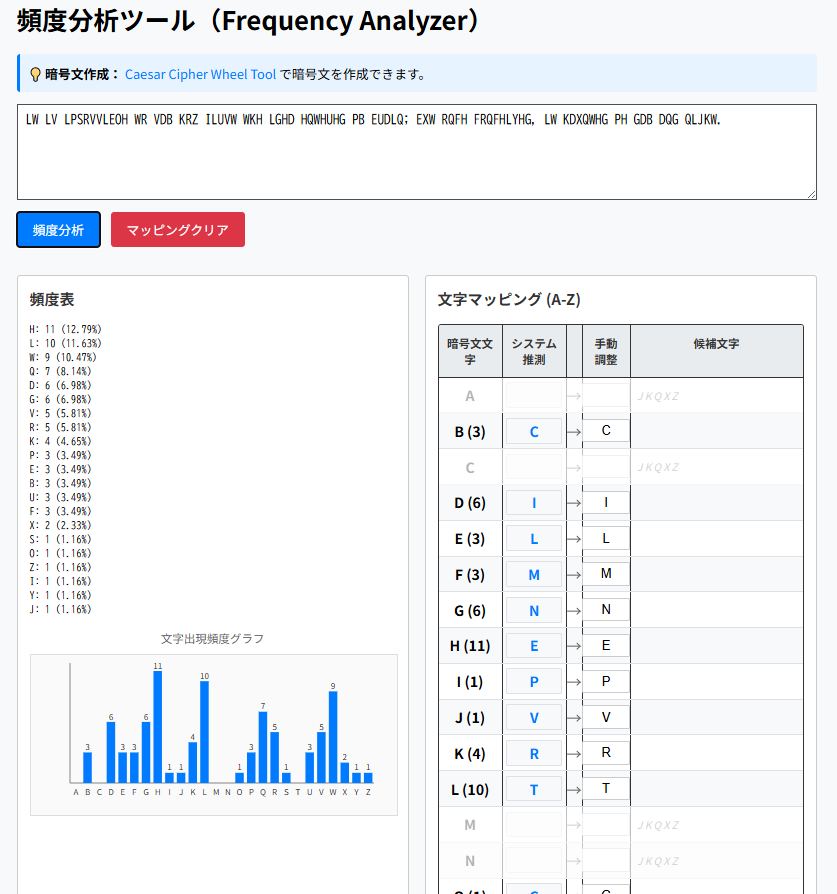 頻度分析ツール（Frequency Analyzer）
暗号文作成： Caesar Cipher Wheel Tool で暗号文を作成できます。
LW LV LPSRVVLEOH WR VDB KRZ ILUVW WKH LGHD HQWHUHG PB EUDLQ; EXW RQFH FRQFHLYHG, LW KDXQWHG PH GDB DQG QLJKW.
頻度分析
マッピングクリア
頻度表
H: 11 (12.79%)
L: 10 (11.63%)
W: 9 (10.47%)
Q: 7 (8.14%)
D: 6 (6.98%)
G: 6 (6.98%)
V: 5 (5.81%)
R: 5 (5.81%)
K: 4 (4.65%)
P: 3 (3.49%)
E: 3 (3.49%)
B: 3 (3.49%)
U: 3 (3.49%)
F: 3 (3.49%)
X: 2 (2.33%)
S: 1 (1.16%)
O: 1 (1.16%)
Z: 1 (1.16%)
I: 1 (1.16%)
Y: 1 (1.16%)
J: 1 (1.16%)
文字出現頻度グラフ
3 6 3 3 6 11 1 1 4 10 1 3 7 5 1 3 5 9 2 1 1
A B C D E F G H I J K L M N O P Q R S T U V W X Y Z
文字マッピング (A-Z)
暗号文文字 システム推測 手動調整 候補文字
A → JKQXZ
B (3) C → C
C → JKQXZ
D (6) I → I
E (3) L → L
F (3) M → M
G (6) N → N
H (11) E → E
I (1) P → P
J (1) V → V
K (4) R → R
L (10) T → T
M → JKQXZ
N → JKQXZ